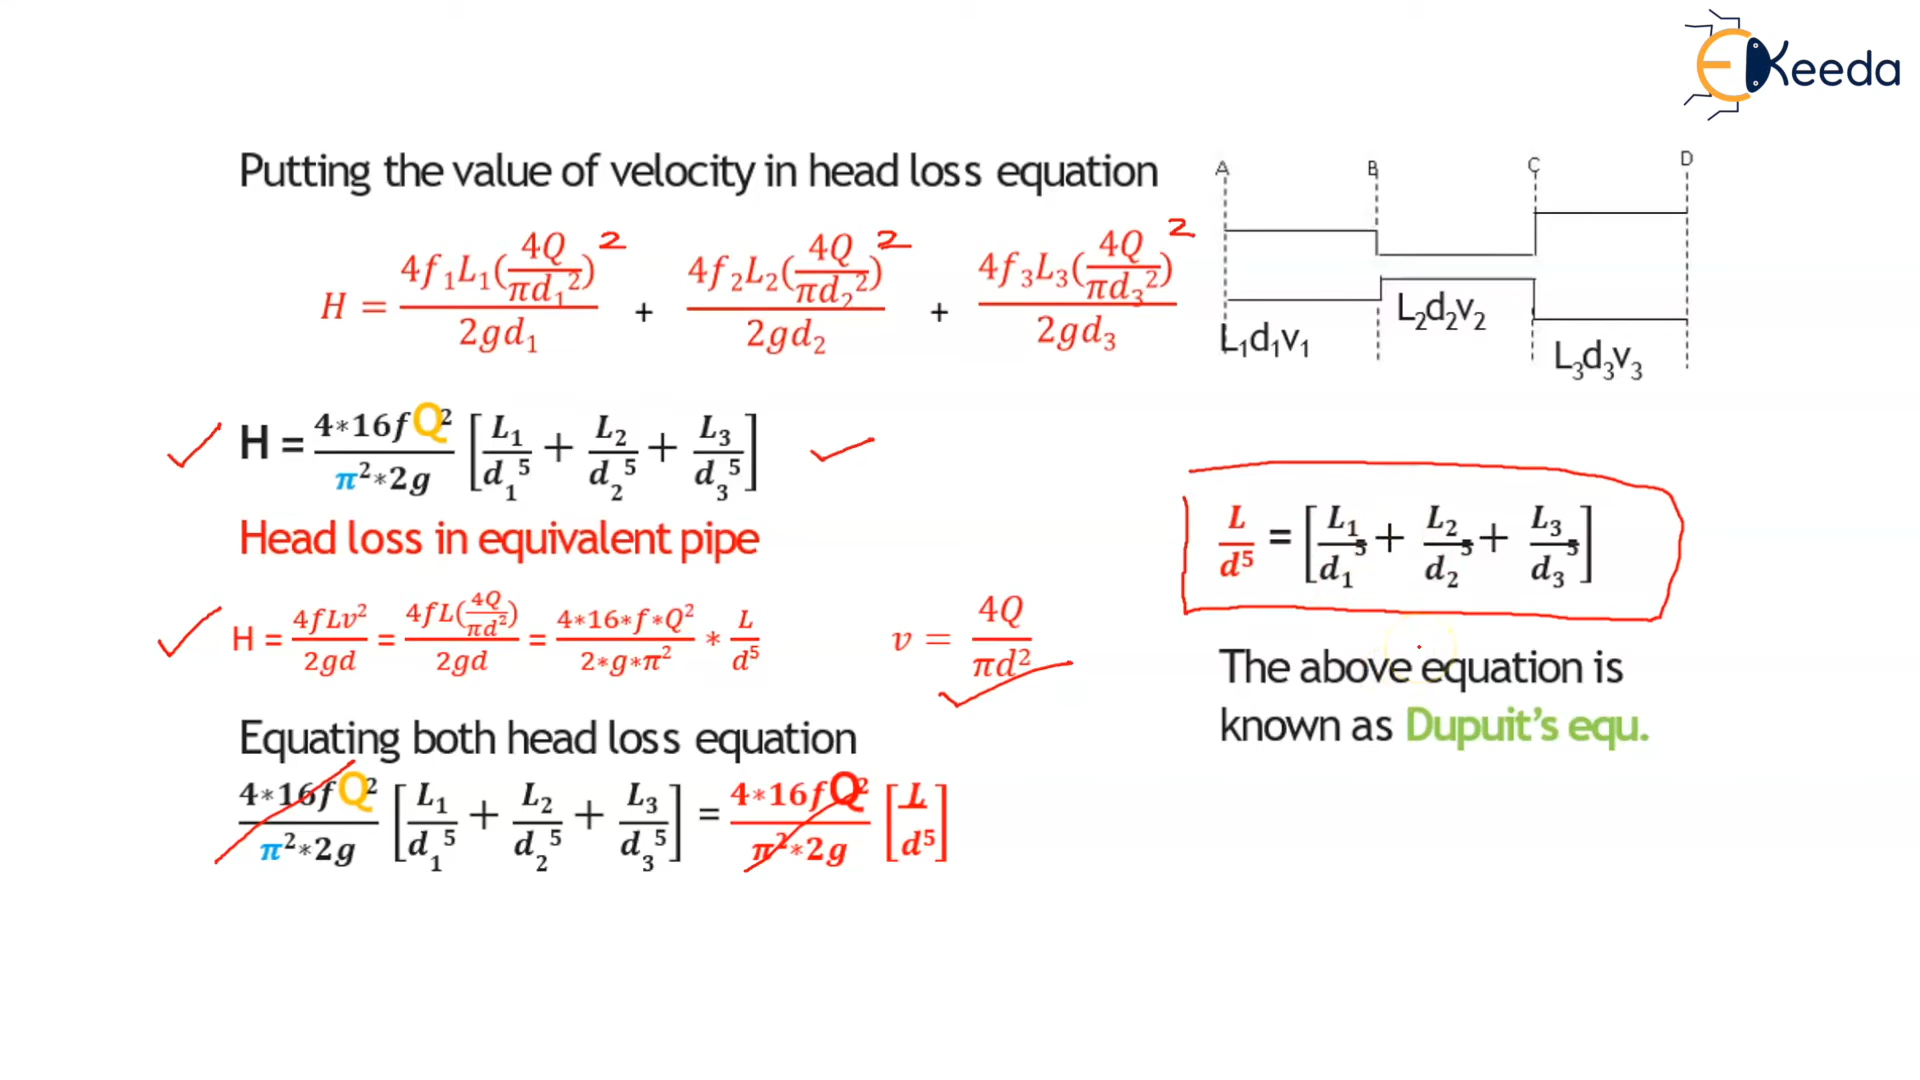 EKeeda
Putting the value of velocity in head loss equation
H = 4f₁L₁(4Q/πd₁²)²/2gd₁ + 4f₂L₂(4Q/πd₂²)²/2gd₂ + 4f₃L₃(4Q/πd₃²)²/2gd₃
A B C D
L₁d₁v₁ L₂d₂v₂ L₃d₃v₃
H = 4*16fQ²/π²*2g [L₁/d₁⁵ + L₂/d₂⁵ + L₃/d₃⁵]
Head loss in equivalent pipe
H = 4fLv²/2gd = 4fL(4Q/πd²)/2gd = 4*16*f*Q²/2*g*π² * L/d⁵
v = 4Q/πd²
Equating both head loss equation
4*16fQ²/π²*2g [L₁/d₁⁵ + L₂/d₂⁵ + L₃/d₃⁵] = 4*16fQ²/π²*2g [L/d⁵]
L/d⁵ = [L₁/d₁⁵ + L₂/d₂⁵ + L₃/d₃⁵]
The above equation is
known as Dupuit’s equ.